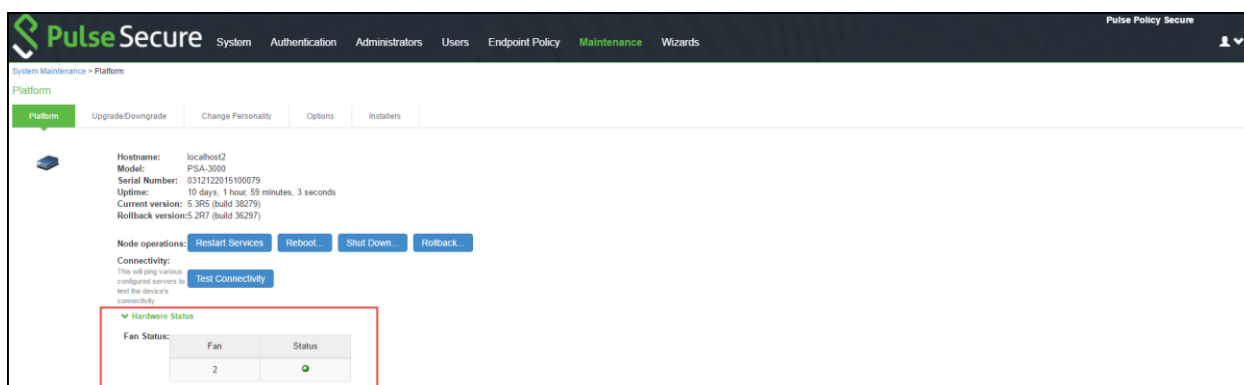 Pulse Policy Secure
Pulse Secure System Authentication Administrators Users Endpoint Policy Maintenance Wizards
System Maintenance > Platform
Platform
Platform Upgrade/Downgrade Change Personality Options Installers
Hostname: localhost2
Model: PSA-3000
Serial Number: 0312122015100079
Uptime: 10 days, 1 hour, 59 minutes, 3 seconds
Current version: 5.3R5 (build 38279)
Rollback version:5.2R7 (build 36297)
Node operations: Restart Services Reboot... Shut Down... Rollback...
Connectivity:
This will ping various
configured servers to
test the device's
connectivity.
Test Connectivity
Hardware Status
Fan Status:
Fan Status
2